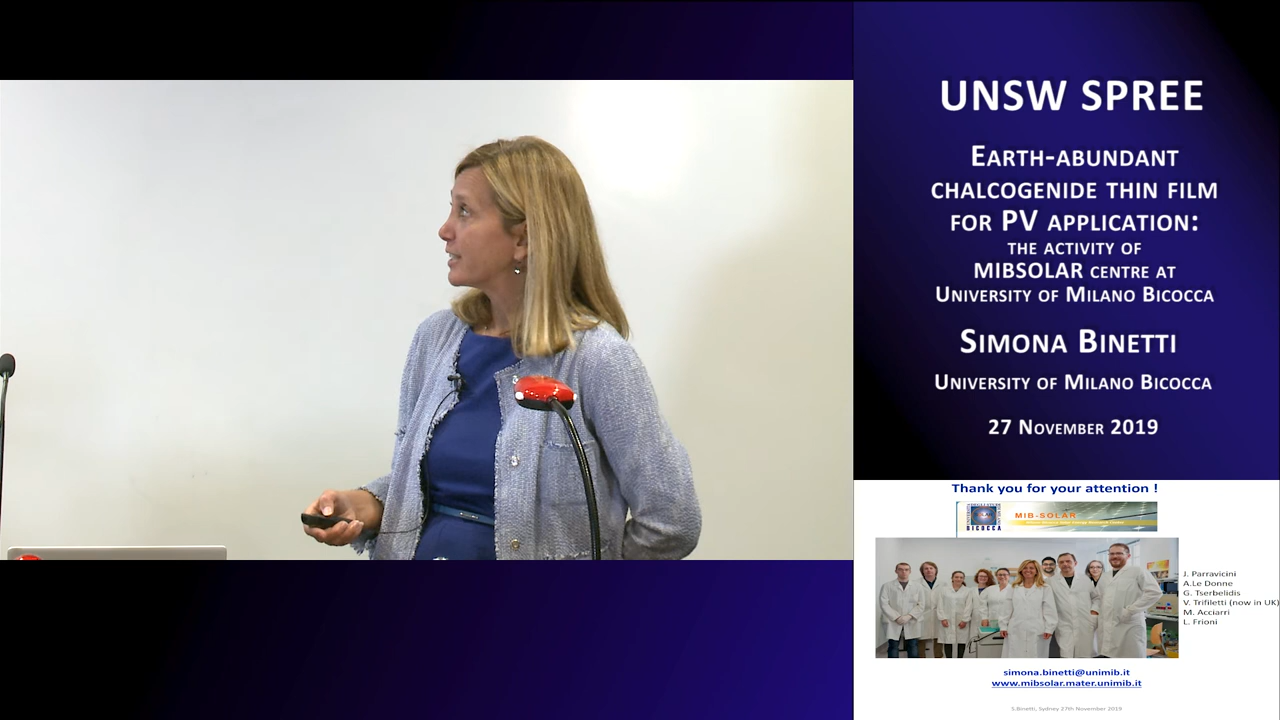 UNSW SPREE
EARTH-ABUNDANT
CHALCOGENIDE THIN FILM
FOR PV APPLICATION:
THE ACTIVITY OF
MIBSOLAR CENTRE AT
UNIVERSITY OF MILANO BICOCCA
SIMONA BINETTI
UNIVERSITY OF MILANO BICOCCA
27 NOVEMBER 2019
Thank you for your attention !
BICOCCA
MIB-SOLAR
J. Parravicini
A.Le Donne
G. Tserbelidis
V. Trifiletti (now in UK)
M. Acciarri
L. Frioni
simona.binetti@unimib.it
www.mibsolar.mater.unimib.it
S.Binetti, Sydney 27th November 2019